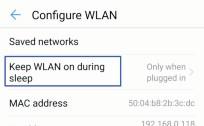 ← Configure WLAN
Saved networks
Keep WLAN on during
sleep
Only when
plugged in >
MAC address 50:04:b8:2b:3c:dc
192.168.0.118